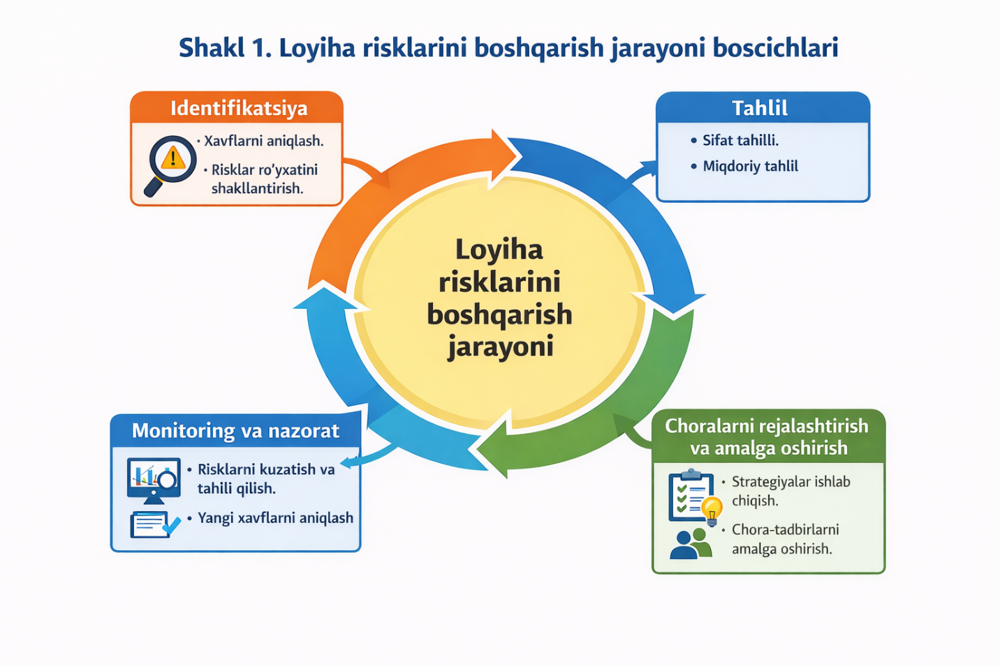 Shakl 1. Loyiha risklarini boshqarish jarayoni boscichlari
Identifikatsiya
• Xavflarni aniqlash.
• Risklar ro'yxatini
shakllantirish.
Tahlil
• Sifat tahilli.
• Miqdoriy tahlil
Loyiha
risklarini
boshqarish
jarayoni
Monitoring va nazorat
• Risklarni kuzatish va
tahili qilish.
• Yangi xavflarni aniqlash
Choralarni rejalashtirish
va amalga oshirish
• Strategiyalar ishlab
chiqish.
• Chora-tadbirlarni
amalga oshirish.